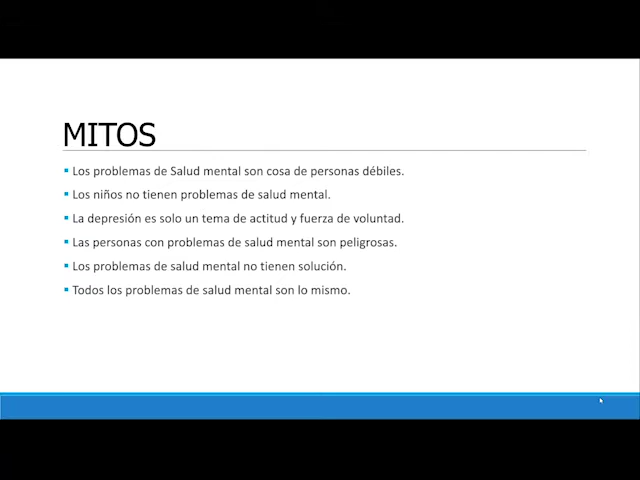 MITOS
Los problemas de Salud mental son cosa de personas débiles.
Los niños no tienen problemas de salud mental.
La depresión es solo un tema de actitud y fuerza de voluntad.
Las personas con problemas de salud mental son peligrosas.
Los problemas de salud mental no tienen solución.
Todos los problemas de salud mental son lo mismo.